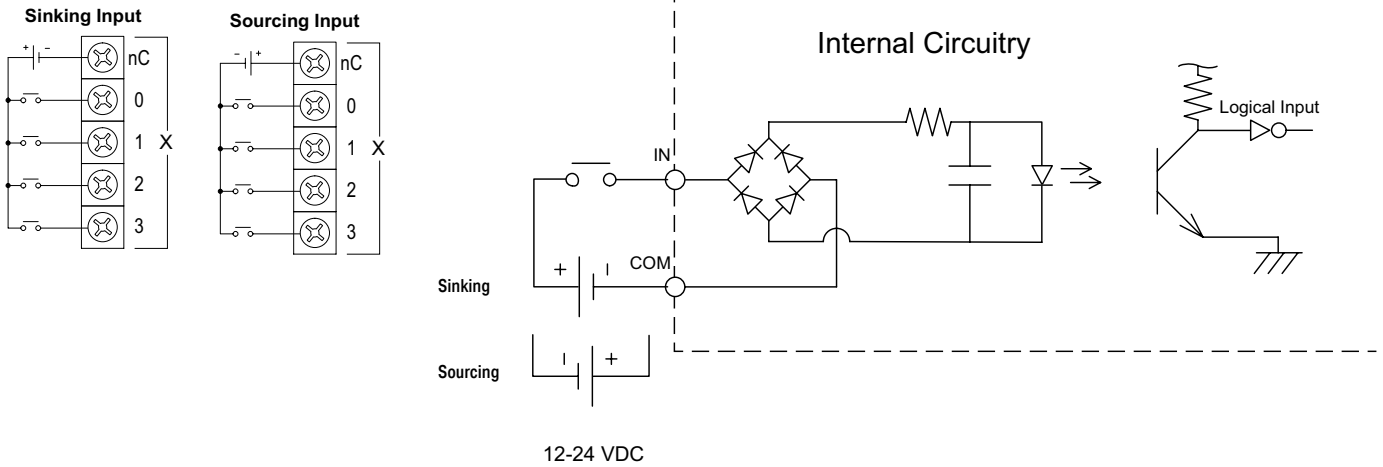 Sinking Input
+ -
nC
0
1
X
2
3
Sourcing Input
- +
nC
0
1
X
2
3
Internal Circuitry
IN
COM
Sinking
+ -
Logical Input
Sourcing
- +
12-24 VDC